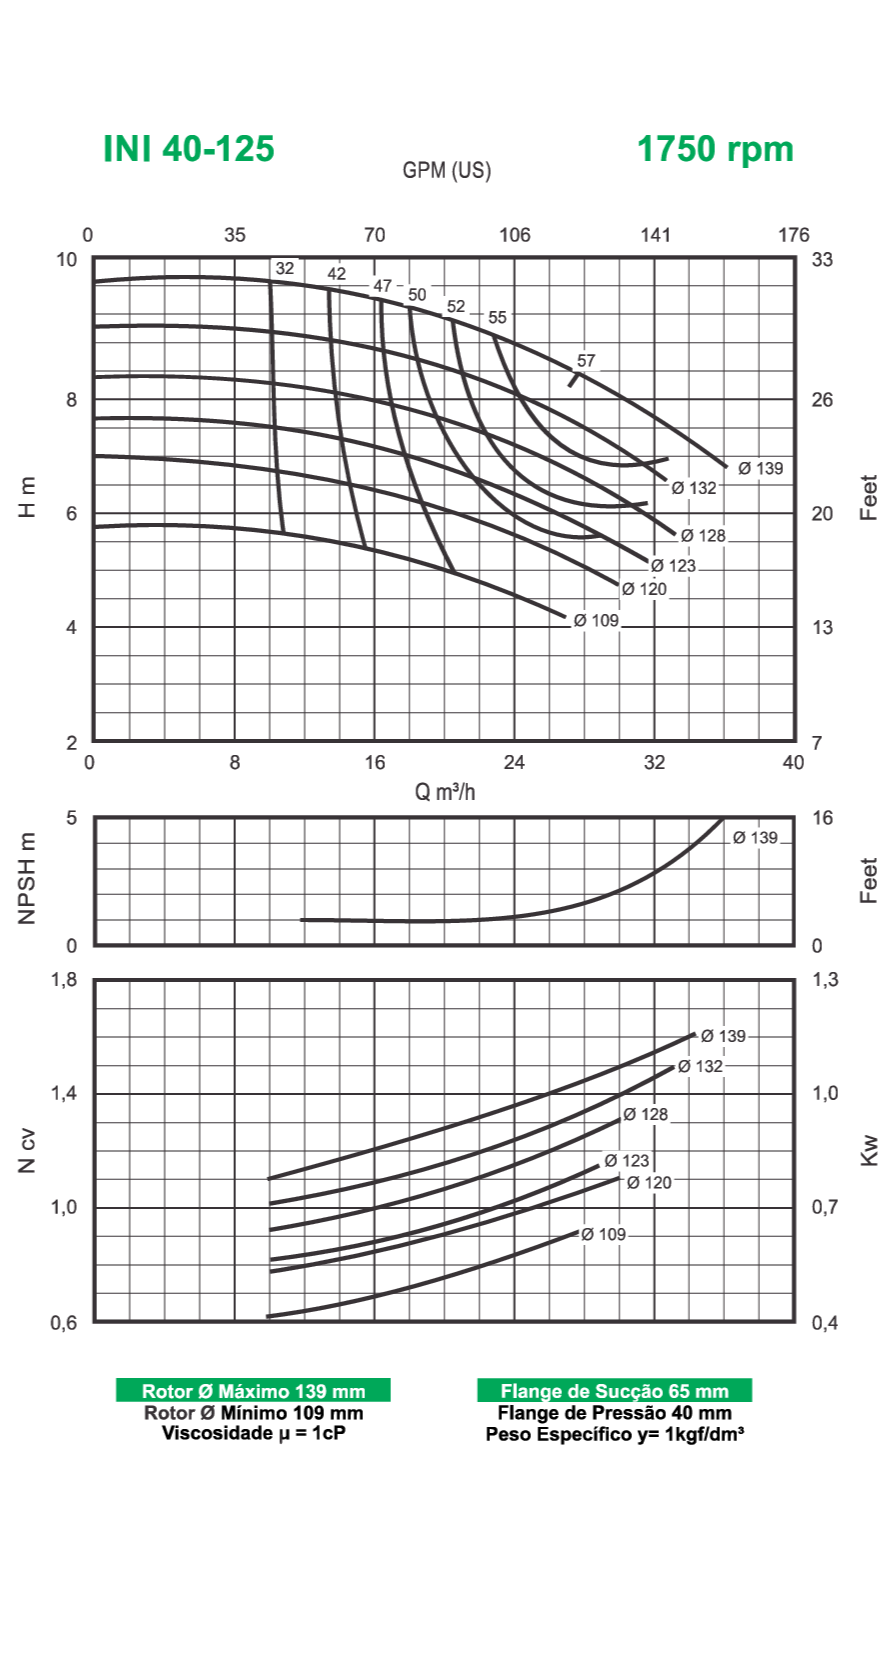 INI 40-125 1750 rpm
GPM (US)
0 35 70 106 141 176
10 33
32
42
47
50
52
55
57
8 26
H m
Feet
Ø 139
Ø 132
6 20
Ø 128
Ø 123
Ø 120
Ø 109
4 13
2 7
0 8 16 24 32 40
Q m³/h
5 16
Ø 139
NPSH m
Feet
0 0
1,8 1,3
Ø 139
Ø 132
1,4 1,0
Ø 128
N cv
Kw
Ø 123
Ø 120
1,0 0,7
Ø 109
0,6 0,4
Rotor Ø Máximo 139 mm
Rotor Ø Mínimo 109 mm
Viscosidade µ = 1cP
Flange de Sucção 65 mm
Flange de Pressão 40 mm
Peso Específico y= 1kgf/dm³